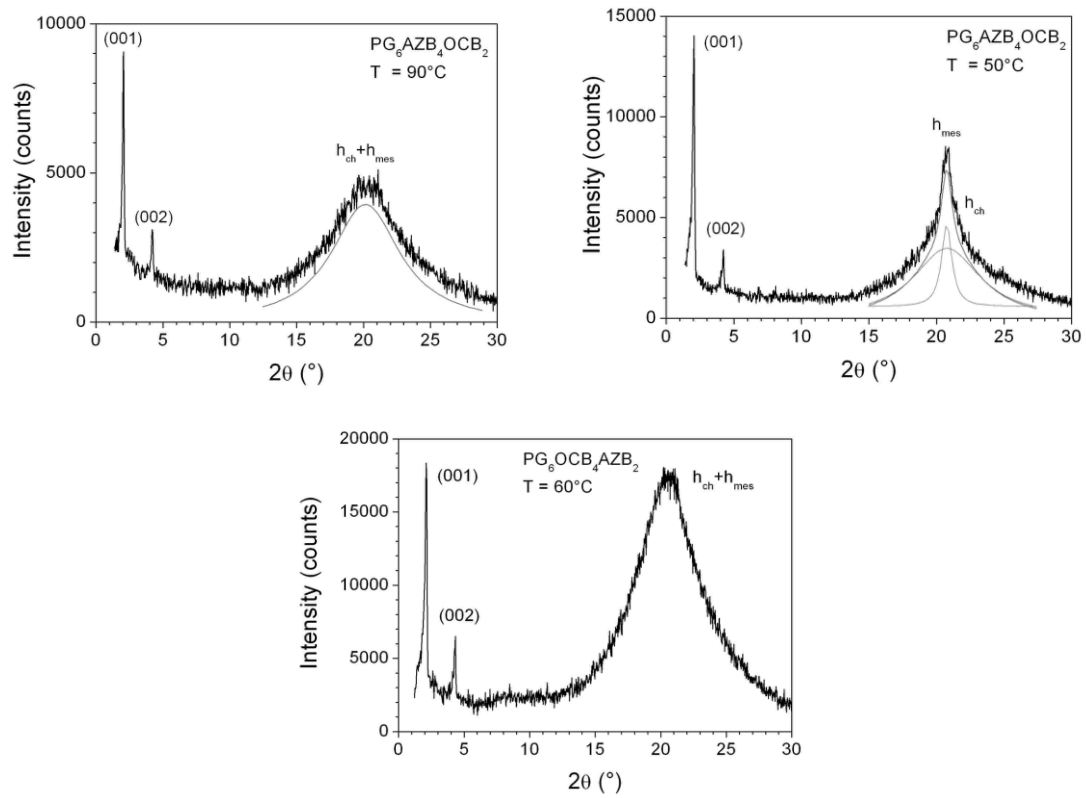 10000
(001)
PG₆AZB₄OCB₂
T = 90°C
h_ch+h_mes
5000
(002)
0
0 5 10 15 20 25 30
Intensity (counts)
2θ (°)
15000
(001)
PG₆AZB₄OCB₂
T = 50°C
10000
h_mes
h_ch
5000
(002)
0
0 5 10 15 20 25 30
Intensity (counts)
2θ (°)
20000
PG₆OCB₄AZB₂
(001)
T = 60°C
h_ch+h_mes
15000
10000
(002)
5000
0
0 5 10 15 20 25 30
Intensity (counts)
2θ (°)